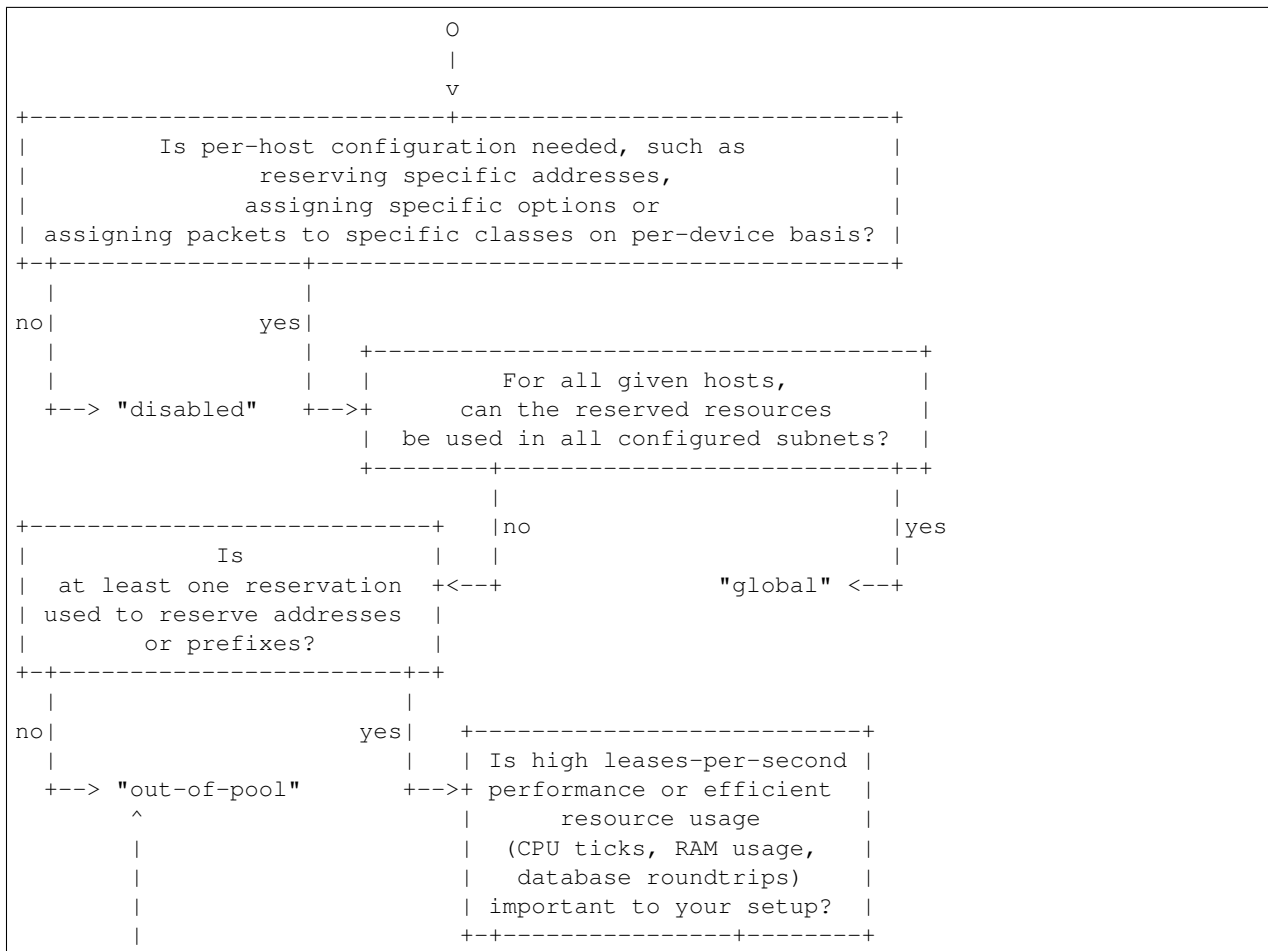 O
                              |
                              v
+-----------------------------+------------------------------+
|         Is per-host configuration needed, such as          |
|                reserving specific addresses,               |
|               assigning specific options or                |
| assigning packets to specific classes on per-device basis? |
+-+-----------------+----------------------------------------+
  |                 |
no|              yes|
  |                 |   +--------------------------------------+
  |                 |   |         For all given hosts,         |
  +--> "disabled"   +-->+      can the reserved resources      |
                        |  be used in all configured subnets?  |
                        +--------+---------------------------+-+
                                 |                           |
+----------------------------+   |no                         |yes
|             Is             |   |                           |
|  at least one reservation  +<--+               "global" <--+
| used to reserve addresses  |
|        or prefixes?        |
+-+------------------------+-+
  |                        |
no|                     yes|   +---------------------------+
  |                        |   | Is high leases-per-second |
  +--> "out-of-pool"       +-->+ performance or efficient  |
        ^                      |      resource usage       |
        |                      |  (CPU ticks, RAM usage,   |
        |                      |   database roundtrips)    |
        |                      | important to your setup?  |
        |                      +-+----------------+--------+